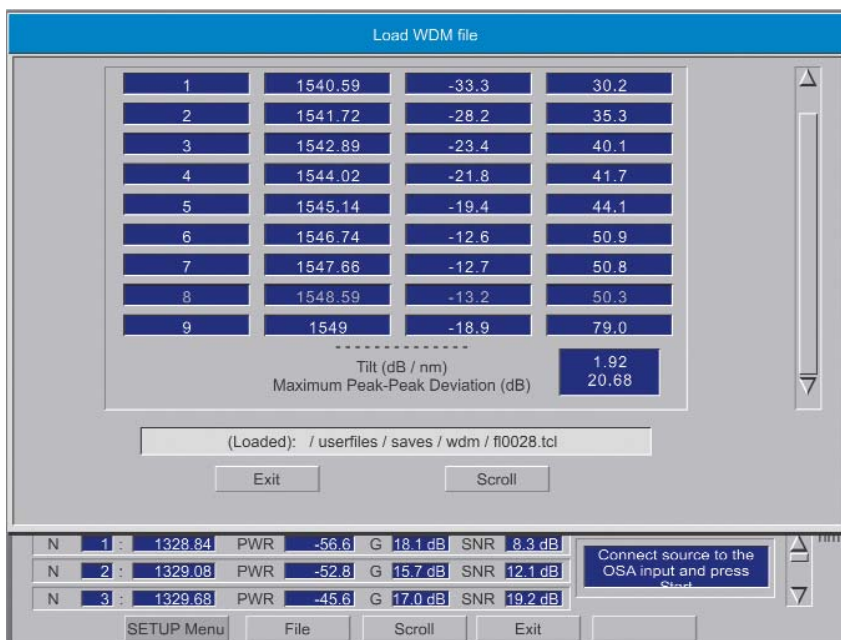 Load WDM file
1 1540.59 -33.3 30.2
2 1541.72 -28.2 35.3
3 1542.89 -23.4 40.1
4 1544.02 -21.8 41.7
5 1545.14 -19.4 44.1
6 1546.74 -12.6 50.9
7 1547.66 -12.7 50.8
8 1548.59 -13.2 50.3
9 1549 -18.9 79.0
Tilt (dB / nm) 1.92
Maximum Peak-Peak Deviation (dB) 20.68
(Loaded): / userfiles / saves / wdm / fl0028.tcl
Exit Scroll
N 1 : 1328.84 PWR -56.6 G 18.1 dB SNR 8.3 dB
N 2 : 1329.08 PWR -52.8 G 15.7 dB SNR 12.1 dB
N 3 : 1329.68 PWR -45.6 G 17.0 dB SNR 19.2 dB
Connect source to the
OSA input and press
Start
nm
SETUP Menu File Scroll Exit